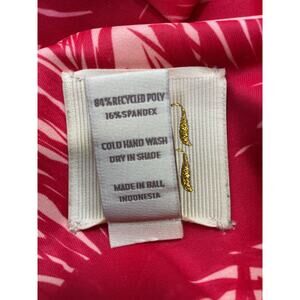 84% RECYCLED POLY
16% SPANDEX
COLD HAND WASH
DRY IN SHADE
MADE IN BALI,
INDONESIA